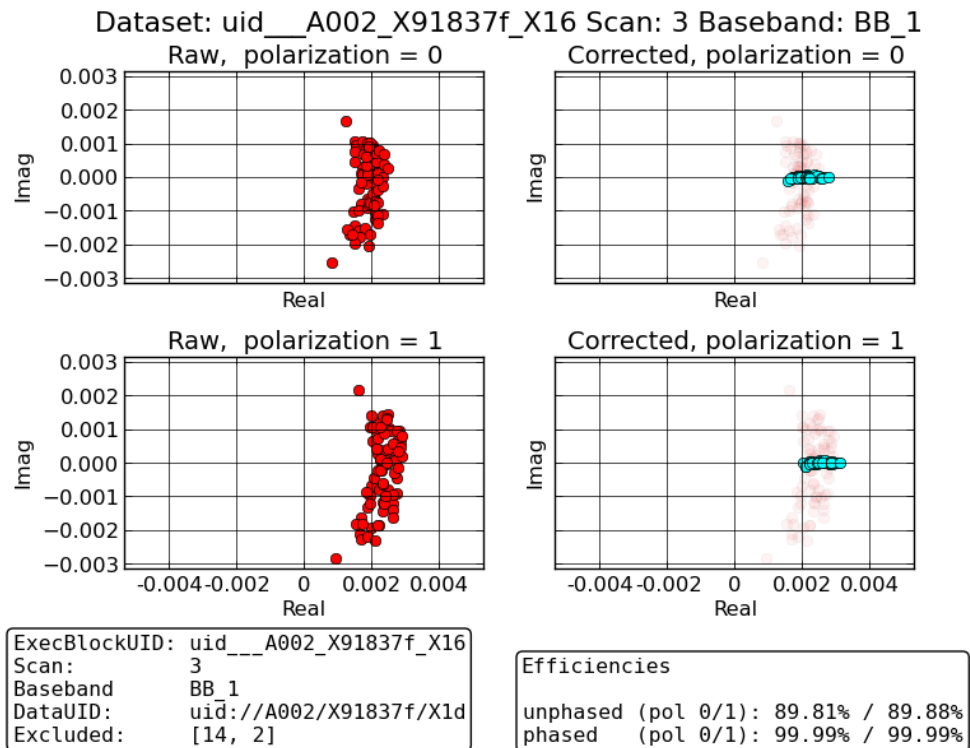 Dataset: uid___A002_X91837f_X16 Scan: 3 Baseband: BB_1
Raw,  polarization = 0
Corrected, polarization = 0
0.003
0.002
0.001
0.000
−0.001
−0.002
−0.003
Imag
Imag
Real
Real
Raw,  polarization = 1
Corrected, polarization = 1
0.003
0.002
0.001
0.000
−0.001
−0.002
−0.003
Imag
Imag
-0.004 -0.002 0 0.002 0.004
-0.004 -0.002 0 0.002 0.004
Real
Real
ExecBlockUID: uid___A002_X91837f_X16
Scan:         3
Baseband      BB_1
DataUID:      uid://A002/X91837f/X1d
Excluded:     [14, 2]
Efficiencies
unphased (pol 0/1): 89.81% / 89.88%
phased   (pol 0/1): 99.99% / 99.99%